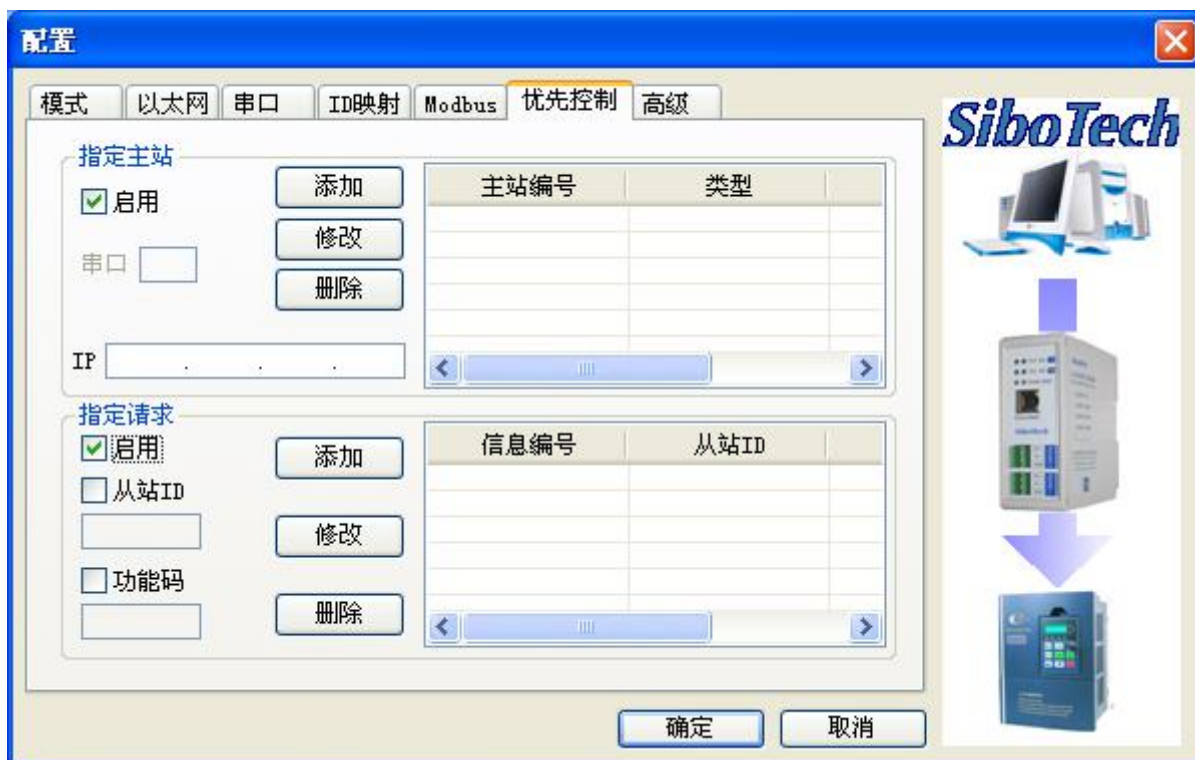 配置
模式 以太网 串口 ID映射 Modbus 优先控制 高级
SiboTech
指定主站
启用
添加
主站编号 类型
串口
修改
删除
IP . . .
指定请求
启用
添加
信息编号 从站ID
从站ID
修改
功能码
删除
确定 取消